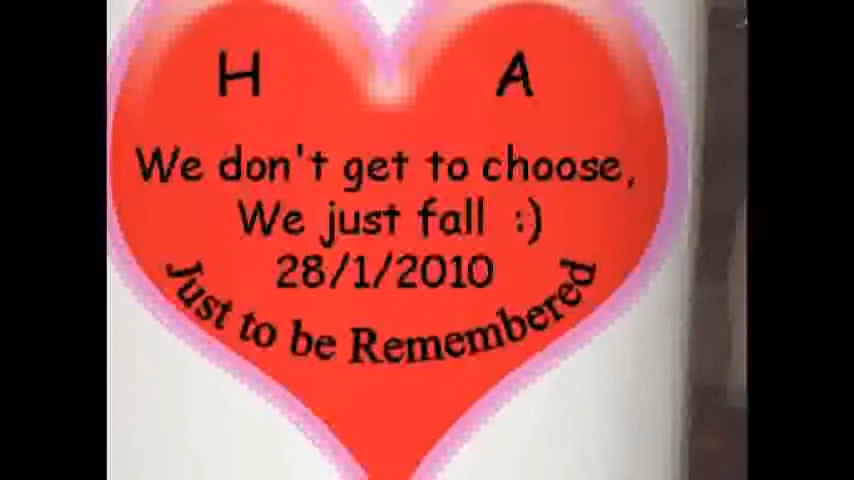 H A
We don't get to choose,
We just fall :)
28/1/2010
Just to be Remembered